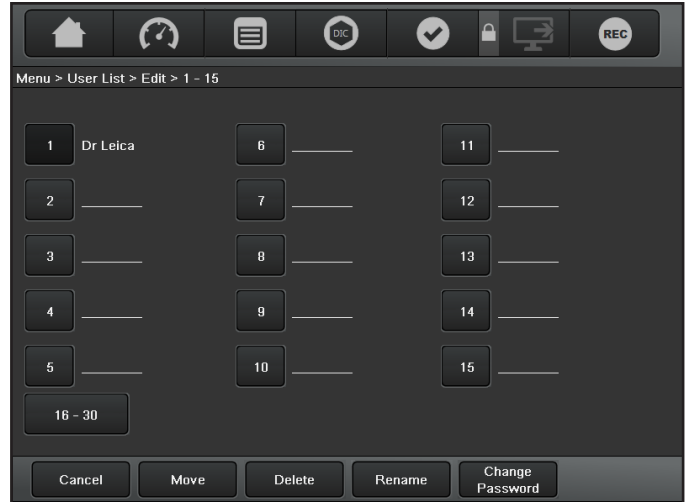 DIC
REC
Menu > User List > Edit > 1 - 15
1 Dr Leica
6
11
2
7
12
3
8
13
4
9
14
5
10
15
16 - 30
Cancel
Move
Delete
Rename
Change
Password